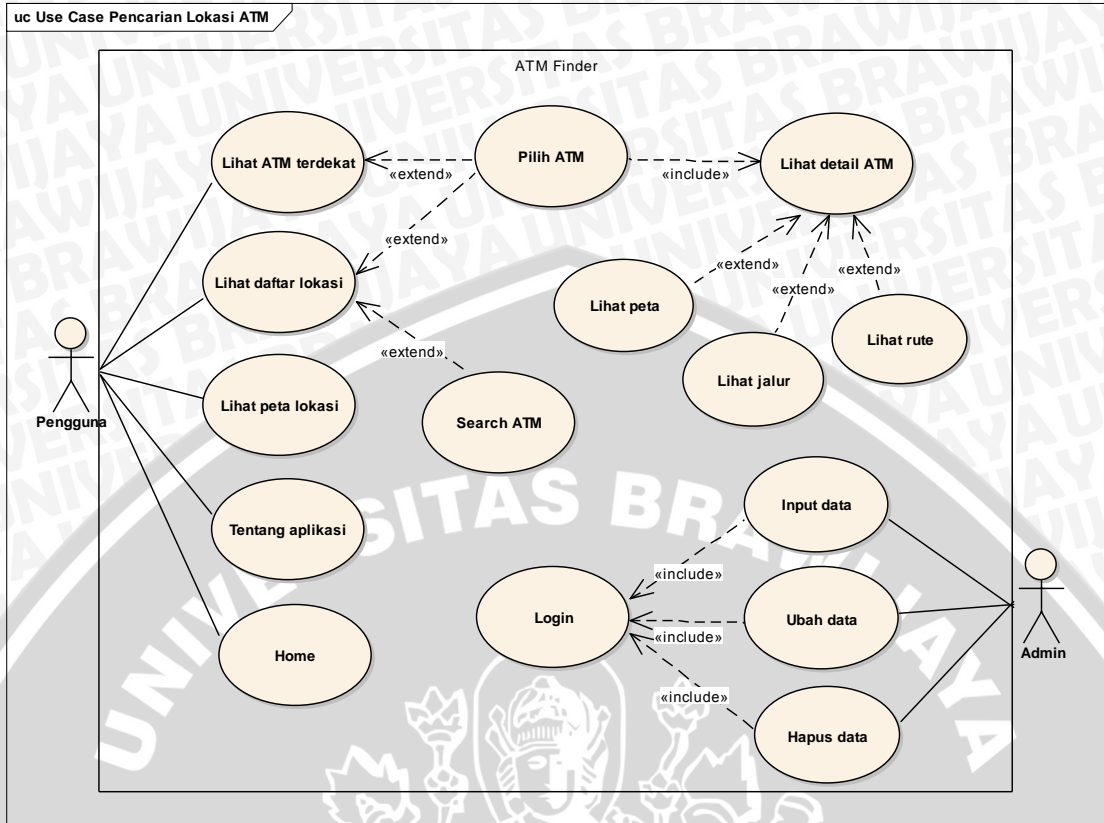 uc Use Case Pencarian Lokasi ATM
ATM Finder
Lihat ATM terdekat
«extend»
Pilih ATM
«include»
Lihat detail ATM
«extend»
Lihat daftar lokasi
«extend»
Lihat peta
«extend»
«extend»
Lihat rute
«extend»
Lihat jalur
Pengguna
Lihat peta lokasi
Search ATM
Tentang aplikasi
Home
Login
«include»
«include»
«include»
Input data
Ubah data
Hapus data
Admin
UNIVERSITAS BRAWIJAYA